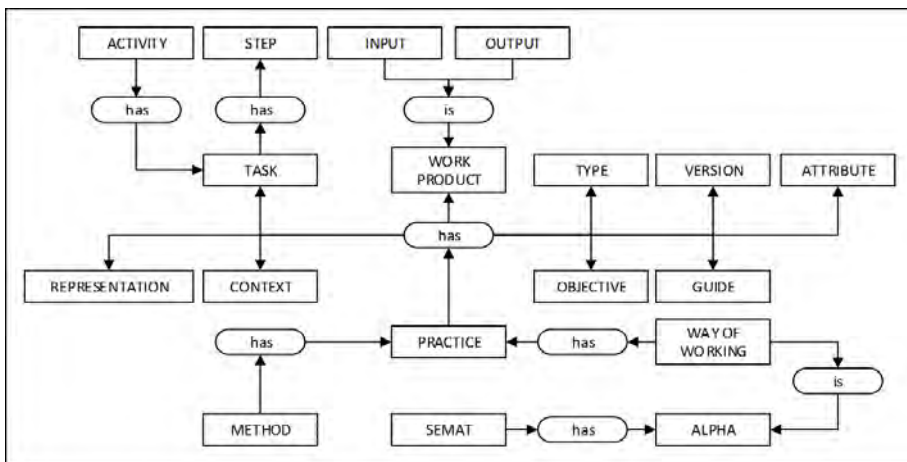 ACTIVITY
STEP
INPUT
OUTPUT
has
has
is
TASK
WORK
PRODUCT
TYPE
VERSION
ATTRIBUTE
has
REPRESENTATION
CONTEXT
OBJECTIVE
GUIDE
has
PRACTICE
has
WAY OF
WORKING
is
METHOD
SEMAT
has
ALPHA